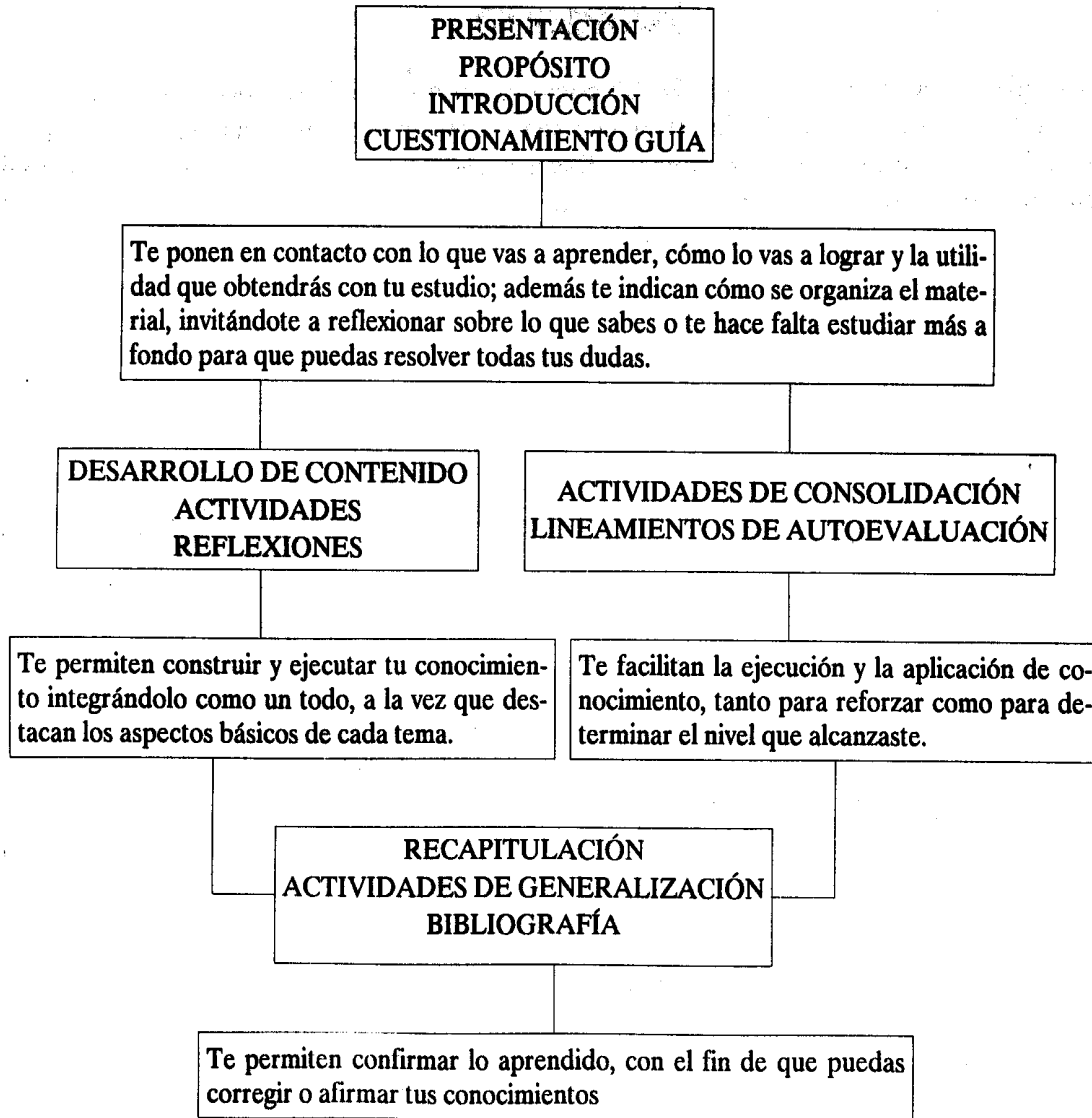 PRESENTACIÓN
PROPÓSITO
INTRODUCCIÓN
CUESTIONAMIENTO GUÍA
Te ponen en contacto con lo que vas a aprender, cómo lo vas a lograr y la utili-
dad que obtendrás con tu estudio; además te indican cómo se organiza el mate-
rial, invitándote a reflexionar sobre lo que sabes o te hace falta estudiar más a
fondo para que puedas resolver todas tus dudas.
DESARROLLO DE CONTENIDO
ACTIVIDADES
REFLEXIONES
ACTIVIDADES DE CONSOLIDACIÓN
LINEAMIENTOS DE AUTOEVALUACIÓN
Te permiten construir y ejecutar tu conocimien-
to integrándolo como un todo, a la vez que des-
tacan los aspectos básicos de cada tema.
Te facilitan la ejecución y la aplicación de co-
nocimiento, tanto para reforzar como para de-
terminar el nivel que alcanzaste.
RECAPITULACIÓN
ACTIVIDADES DE GENERALIZACIÓN
BIBLIOGRAFÍA
Te permiten confirmar lo aprendido, con el fin de que puedas
corregir o afirmar tus conocimientos